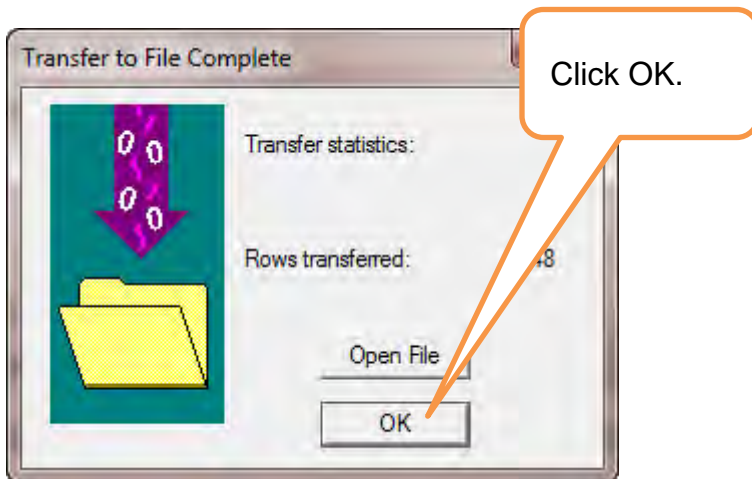 Transfer to File Complete
Click OK.
Transfer statistics:
Rows transferred:
Open File
OK